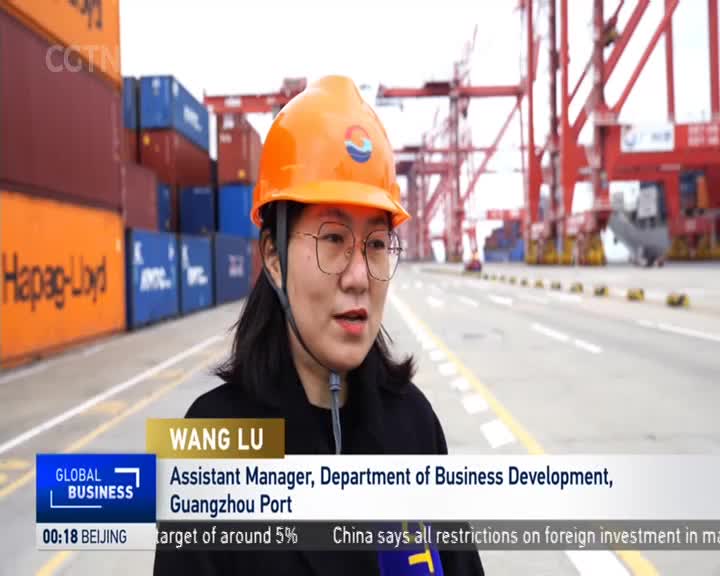 CGTN
Hapag-Lloyd
WANG LU
Assistant Manager, Department of Business Development,
Guangzhou Port
GLOBAL
BUSINESS
00:18 BEIJING
target of around 5% China says all restrictions on foreign investment in ma